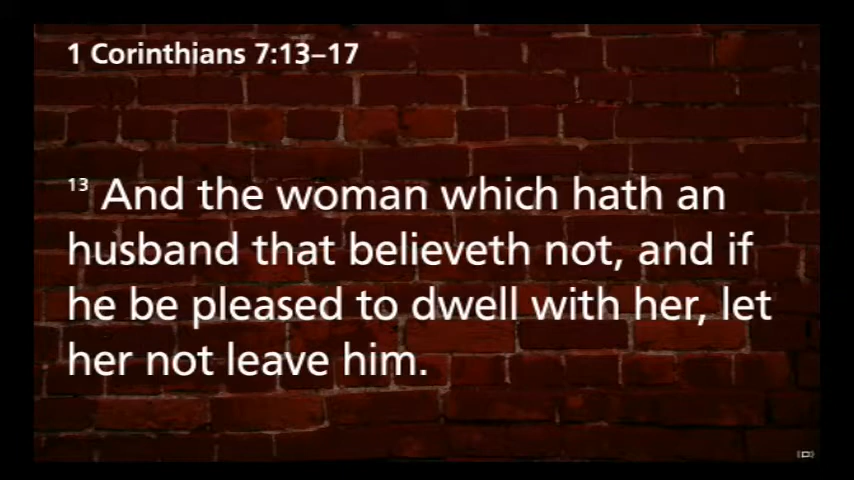 1 Corinthians 7:13–17
13 And the woman which hath an
husband that believeth not, and if
he be pleased to dwell with her, let
her not leave him.